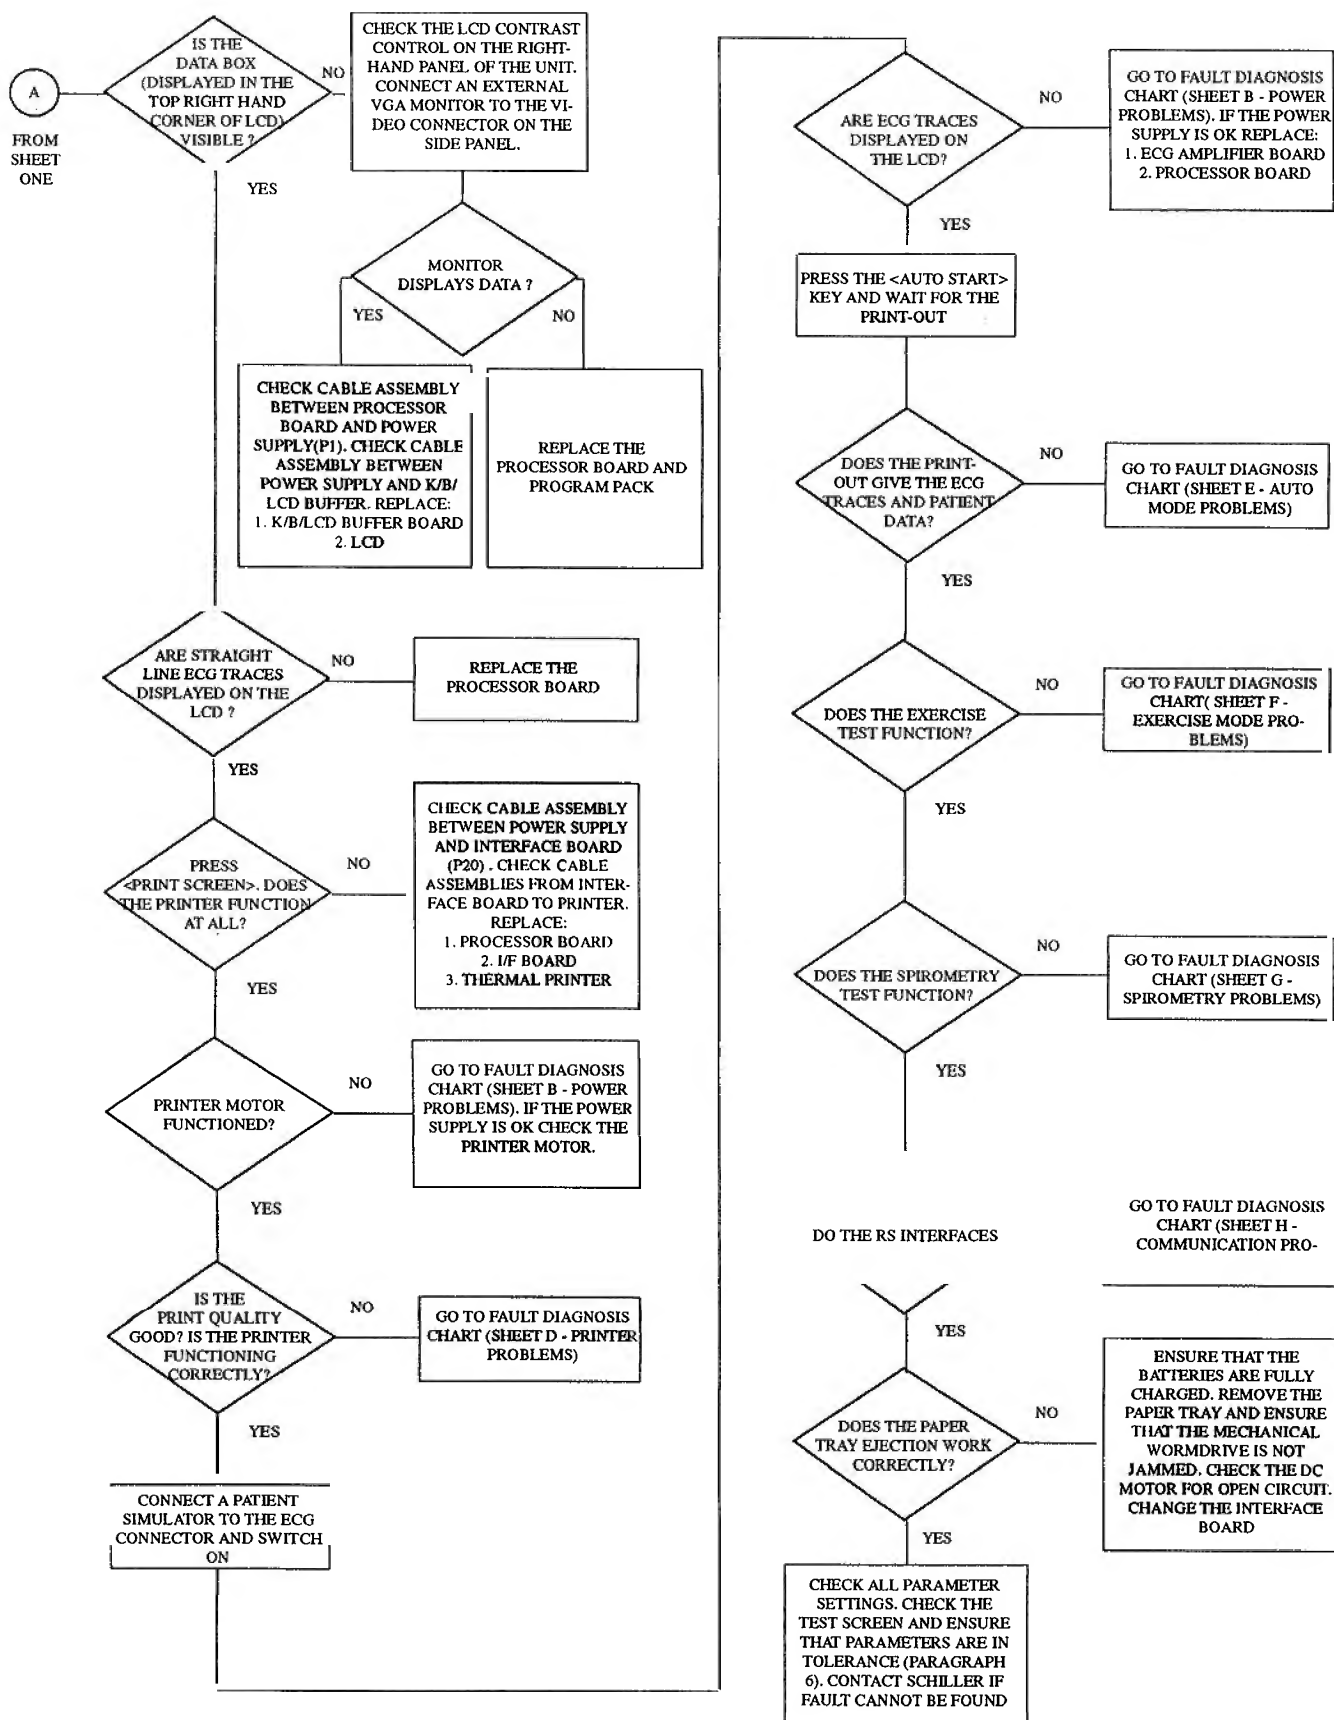 A
FROM
SHEET
ONE
IS THE
DATA BOX
(DISPLAYED IN THE
TOP RIGHT HAND
CORNER OF LCD)
VISIBLE ?
NO
YES
CHECK THE LCD CONTRAST
CONTROL ON THE RIGHT-
HAND PANEL OF THE UNIT.
CONNECT AN EXTERNAL
VGA MONITOR TO THE VI-
DEO CONNECTOR ON THE
SIDE PANEL.
MONITOR
DISPLAYS DATA ?
YES
NO
CHECK CABLE ASSEMBLY
BETWEEN PROCESSOR
BOARD AND POWER
SUPPLY(P1). CHECK CABLE
ASSEMBLY BETWEEN
POWER SUPPLY AND K/B/
LCD BUFFER. REPLACE:
1. K/B/LCD BUFFER BOARD
2. LCD
REPLACE THE
PROCESSOR BOARD AND
PROGRAM PACK
ARE STRAIGHT
LINE ECG TRACES
DISPLAYED ON THE
LCD ?
NO
YES
REPLACE THE
PROCESSOR BOARD
PRESS
<PRINT SCREEN>. DOES
THE PRINTER FUNCTION
AT ALL?
NO
YES
CHECK CABLE ASSEMBLY
BETWEEN POWER SUPPLY
AND INTERFACE BOARD
(P20) . CHECK CABLE
ASSEMBLIES FROM INTER-
FACE BOARD TO PRINTER.
REPLACE:
1. PROCESSOR BOARD
2. I/F BOARD
3. THERMAL PRINTER
PRINTER MOTOR
FUNCTIONED?
NO
YES
GO TO FAULT DIAGNOSIS
CHART (SHEET B - POWER
PROBLEMS). IF THE POWER
SUPPLY IS OK CHECK THE
PRINTER MOTOR.
IS THE
PRINT QUALITY
GOOD? IS THE PRINTER
FUNCTIONING
CORRECTLY?
NO
YES
GO TO FAULT DIAGNOSIS
CHART (SHEET D - PRINTER
PROBLEMS)
CONNECT A PATIENT
SIMULATOR TO THE ECG
CONNECTOR AND SWITCH
ON
ARE ECG TRACES
DISPLAYED ON
THE LCD?
NO
YES
GO TO FAULT DIAGNOSIS
CHART (SHEET B - POWER
PROBLEMS). IF THE POWER
SUPPLY IS OK REPLACE:
1. ECG AMPLIFIER BOARD
2. PROCESSOR BOARD
PRESS THE <AUTO START>
KEY AND WAIT FOR THE
PRINT-OUT
DOES THE PRINT-
OUT GIVE THE ECG
TRACES AND PATIENT
DATA?
NO
YES
GO TO FAULT DIAGNOSIS
CHART (SHEET E - AUTO
MODE PROBLEMS)
DOES THE EXERCISE
TEST FUNCTION?
NO
YES
GO TO FAULT DIAGNOSIS
CHART( SHEET F -
EXERCISE MODE PRO-
BLEMS)
DOES THE SPIROMETRY
TEST FUNCTION?
NO
YES
GO TO FAULT DIAGNOSIS
CHART (SHEET G -
SPIROMETRY PROBLEMS)
DO THE RS INTERFACES
YES
GO TO FAULT DIAGNOSIS
CHART (SHEET H -
COMMUNICATION PRO-
DOES THE PAPER
TRAY EJECTION WORK
CORRECTLY?
NO
YES
ENSURE THAT THE
BATTERIES ARE FULLY
CHARGED. REMOVE THE
PAPER TRAY AND ENSURE
THAT THE MECHANICAL
WORMDRIVE IS NOT
JAMMED. CHECK THE DC
MOTOR FOR OPEN CIRCUIT.
CHANGE THE INTERFACE
BOARD
CHECK ALL PARAMETER
SETTINGS. CHECK THE
TEST SCREEN AND ENSURE
THAT PARAMETERS ARE IN
TOLERANCE (PARAGRAPH
6). CONTACT SCHILLER IF
FAULT CANNOT BE FOUND